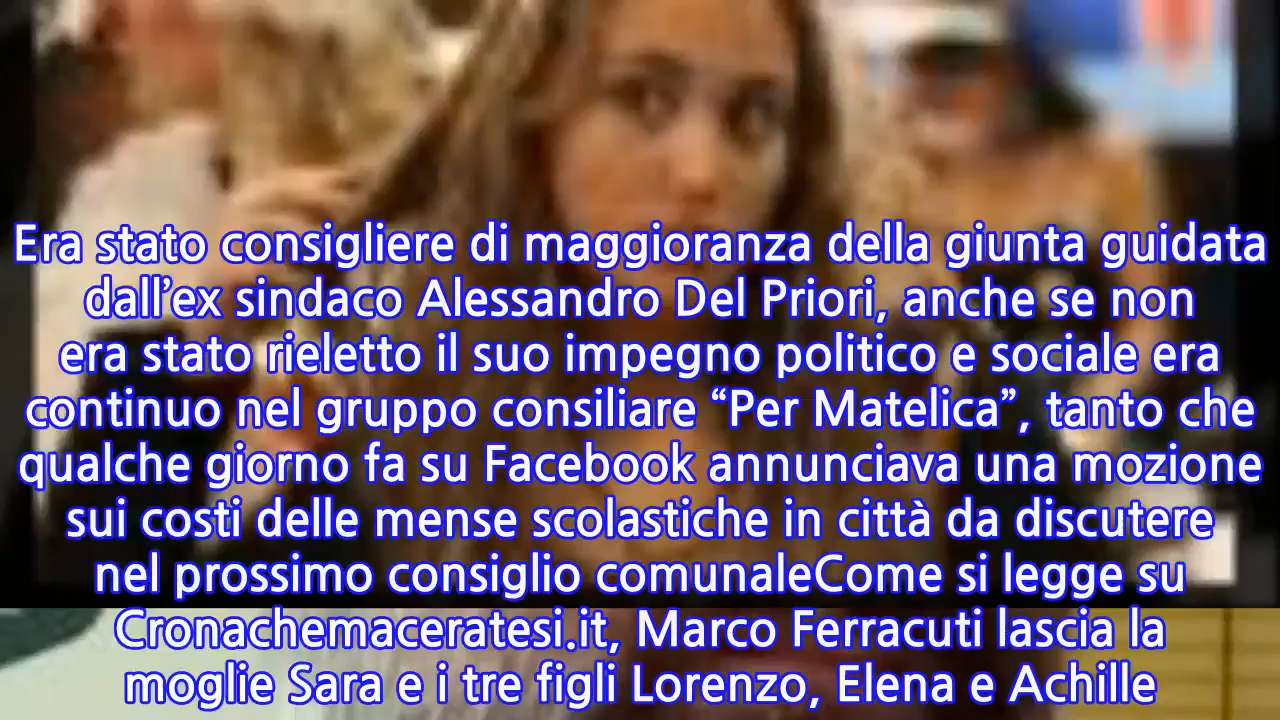 Era stato consigliere di maggioranza della giunta guidata
dall’ex sindaco Alessandro Del Priori, anche se non
era stato rieletto il suo impegno politico e sociale era
continuo nel gruppo consiliare “Per Matelica”, tanto che
qualche giorno fa su Facebook annunciava una mozione
sui costi delle mense scolastiche in città da discutere
nel prossimo consiglio comunaleCome si legge su
Cronachemaceratesi.it, Marco Ferracuti lascia la
moglie Sara e i tre figli Lorenzo, Elena e Achille